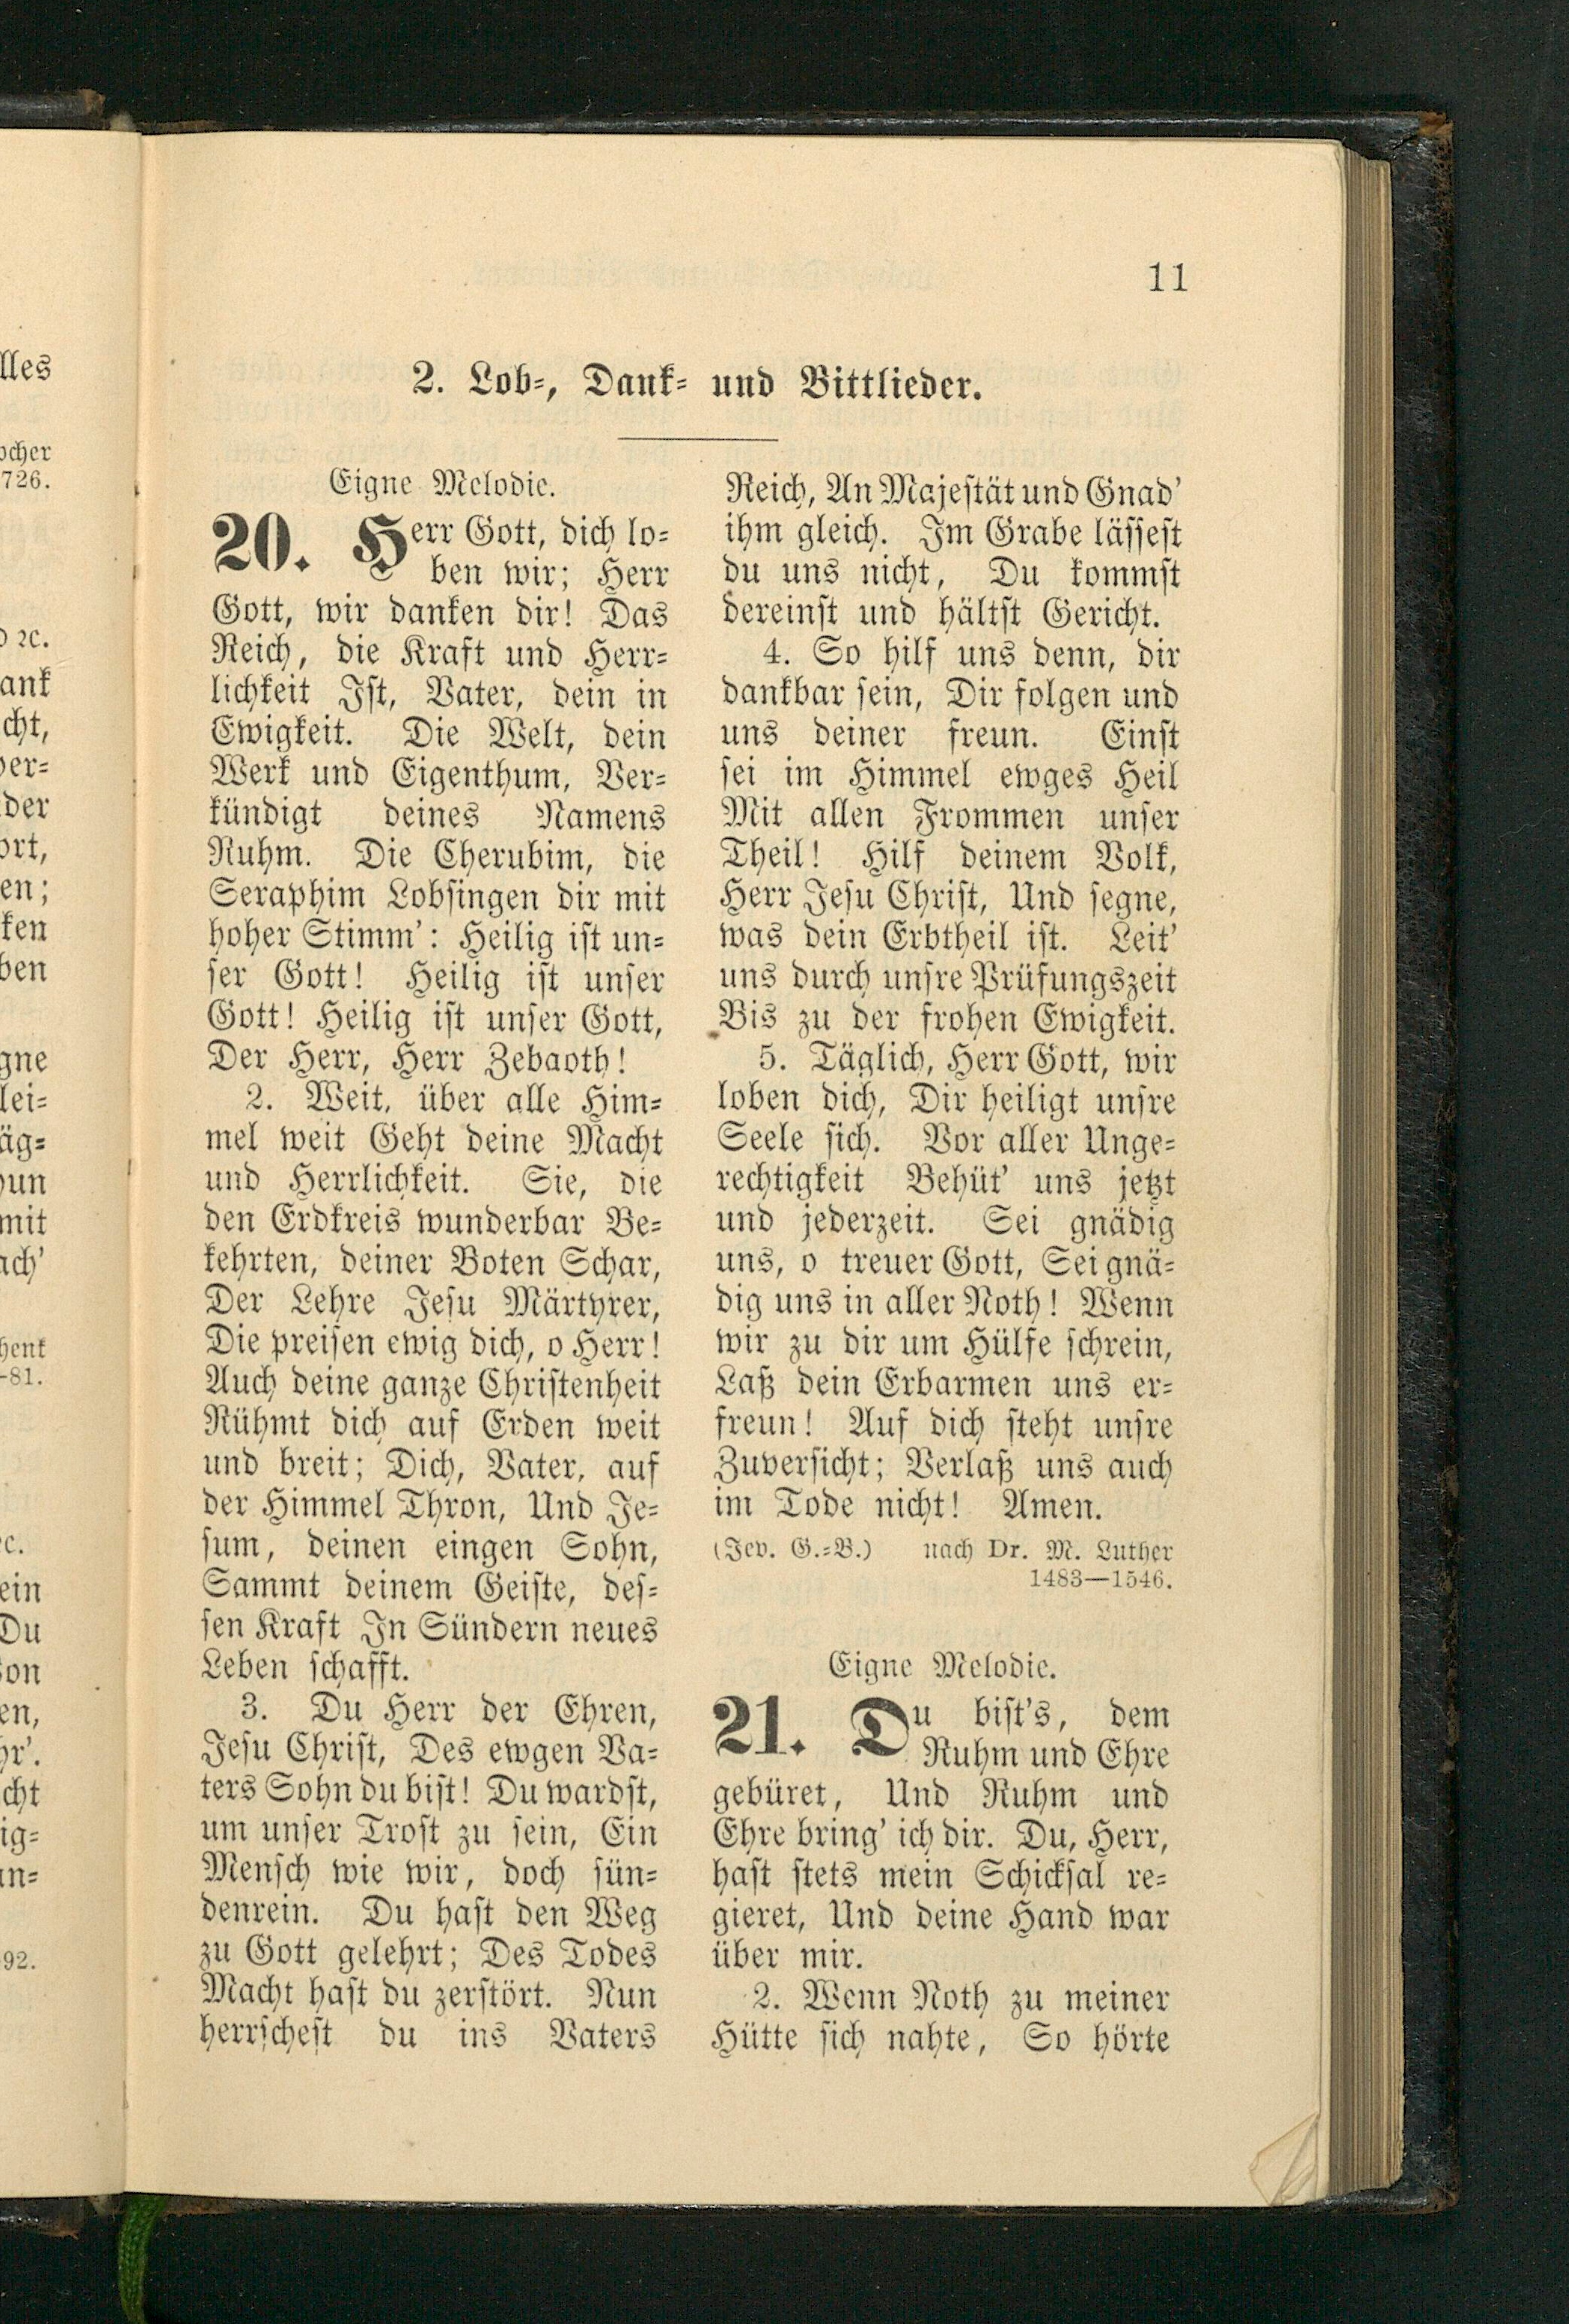 11
2. Lob-, Dank- und Bittlieder.
Eigne Melodie.
20. Herr Gott, dich lo-
ben wir; Herr
Gott, wir danken dir! Das
Reich, die Kraft und Herr-
lichkeit Ist, Vater, dein in
Ewigkeit. Die Welt, dein
Werk und Eigenthum, Ver-
kündigt deines Namens
Ruhm. Die Cherubim, die
Seraphim Lobsingen dir mit
hoher Stimm': Heilig ist un-
ser Gott! Heilig ist unser
Gott! Heilig ist unser Gott,
Der Herr, Herr Zebaoth!
2. Weit, über alle Him-
mel weit Geht deine Macht
und Herrlichkeit. Sie, die
den Erdkreis wunderbar Be-
kehrten, deiner Boten Schar,
Der Lehre Jesu Märtyrer,
Die preisen ewig dich, o Herr!
Auch deine ganze Christenheit
Rühmt dich auf Erden weit
und breit; Dich, Vater, auf
der Himmel Thron, Und Je-
sum, deinen eingen Sohn,
Sammt deinem Geiste, des-
sen Kraft In Sündern neues
Leben schafft.
3. Du Herr der Ehren,
Jesu Christ, Des ewgen Va-
ters Sohn du bist! Du wardst,
um unser Trost zu sein, Ein
Mensch wie wir, doch sün-
denrein. Du hast den Weg
zu Gott gelehrt; Des Todes
Macht hast du zerstört. Nun
herrschest du ins Vaters
Reich, An Majestät und Gnad'
ihm gleich. Im Grabe lässest
du uns nicht, Du kommst
dereinst und hältst Gericht.
4. So hilf uns denn, dir
dankbar sein, Dir folgen und
uns deiner freun. Einst
sei im Himmel ewges Heil
Mit allen Frommen unser
Theil! Hilf deinem Volk,
Herr Jesu Christ, Und segne,
was dein Erbtheil ist. Leit'
uns durch unsre Prüfungszeit
Bis zu der frohen Ewigkeit.
5. Täglich, Herr Gott, wir
loben dich, Dir heiligt unsre
Seele sich. Vor aller Unge-
rechtigkeit Behüt' uns jetzt
und jederzeit. Sei gnädig
uns, o treuer Gott, Sei gnä-
dig uns in aller Noth! Wenn
wir zu dir um Hülfe schrein,
Laß dein Erbarmen uns er-
freun! Auf dich steht unsre
Zuversicht; Verlaß uns auch
im Tode nicht! Amen.
(Jev. G.-B.) nach Dr. M. Luther
1483—1546.
Eigne Melodie.
21. Du bist's, dem
Ruhm und Ehre
gebüret, Und Ruhm und
Ehre bring' ich dir. Du, Herr,
hast stets mein Schicksal re-
gieret, Und deine Hand war
über mir.
2. Wenn Noth zu meiner
Hütte sich nahte, So hörte